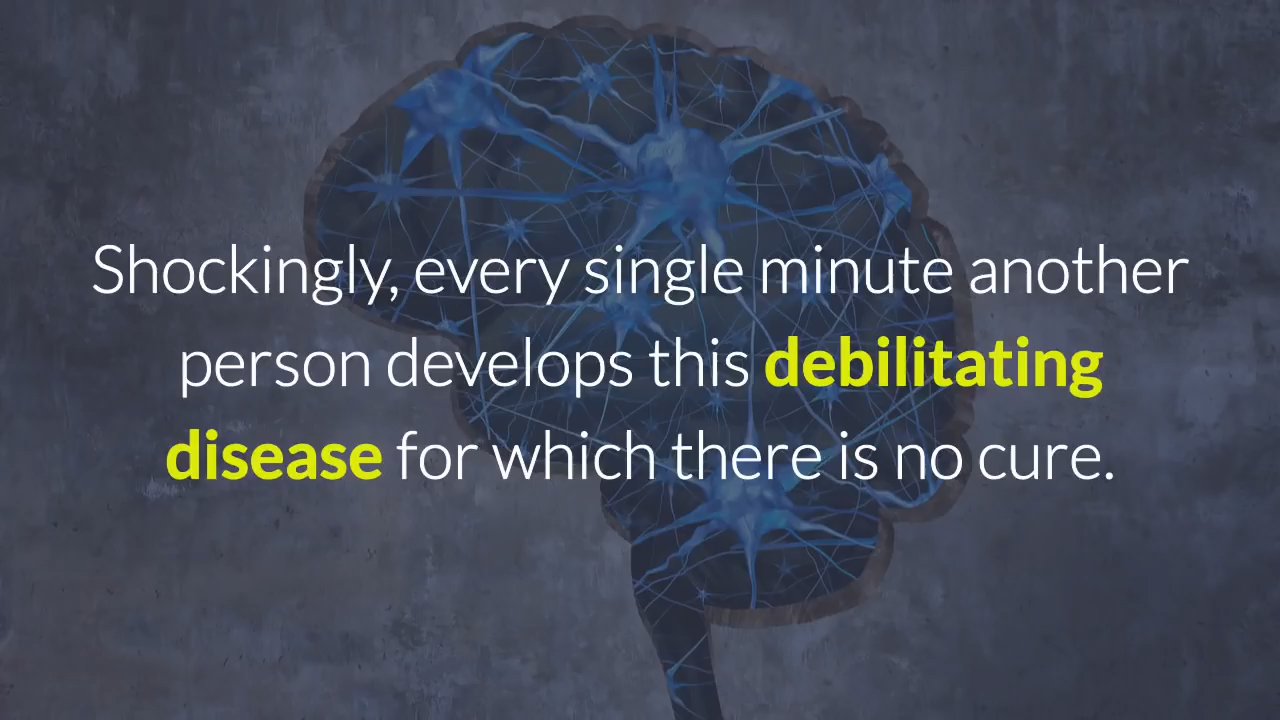 Shockingly, every single minute another
person develops this debilitating
disease for which there is no cure.